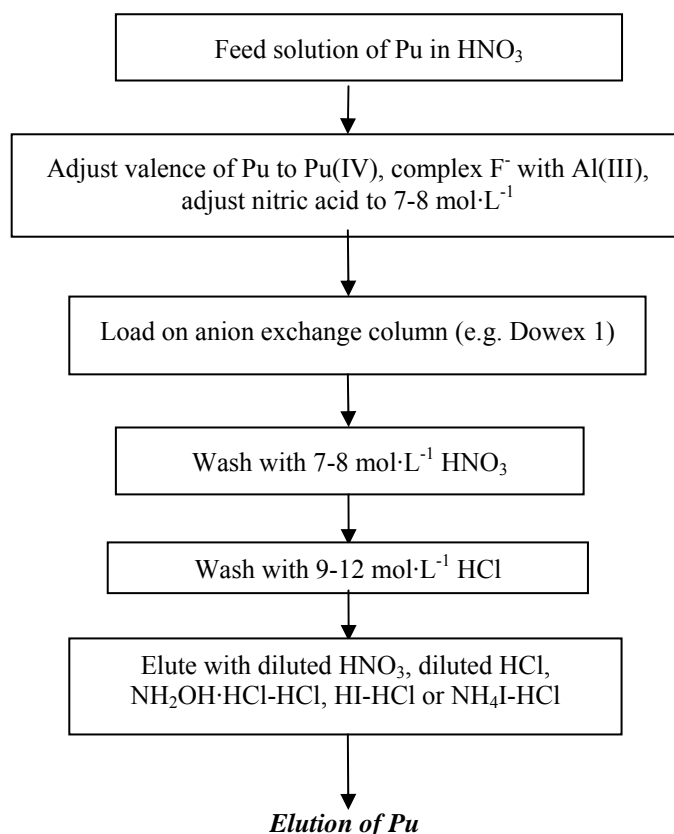 Feed solution of Pu in HNO₃
Adjust valence of Pu to Pu(IV), complex F⁻ with Al(III),
adjust nitric acid to 7-8 mol·L⁻¹
Load on anion exchange column (e.g. Dowex 1)
Wash with 7-8 mol·L⁻¹ HNO₃
Wash with 9-12 mol·L⁻¹ HCl
Elute with diluted HNO₃, diluted HCl,
NH₂OH·HCl-HCl, HI-HCl or NH₄I-HCl
Elution of Pu